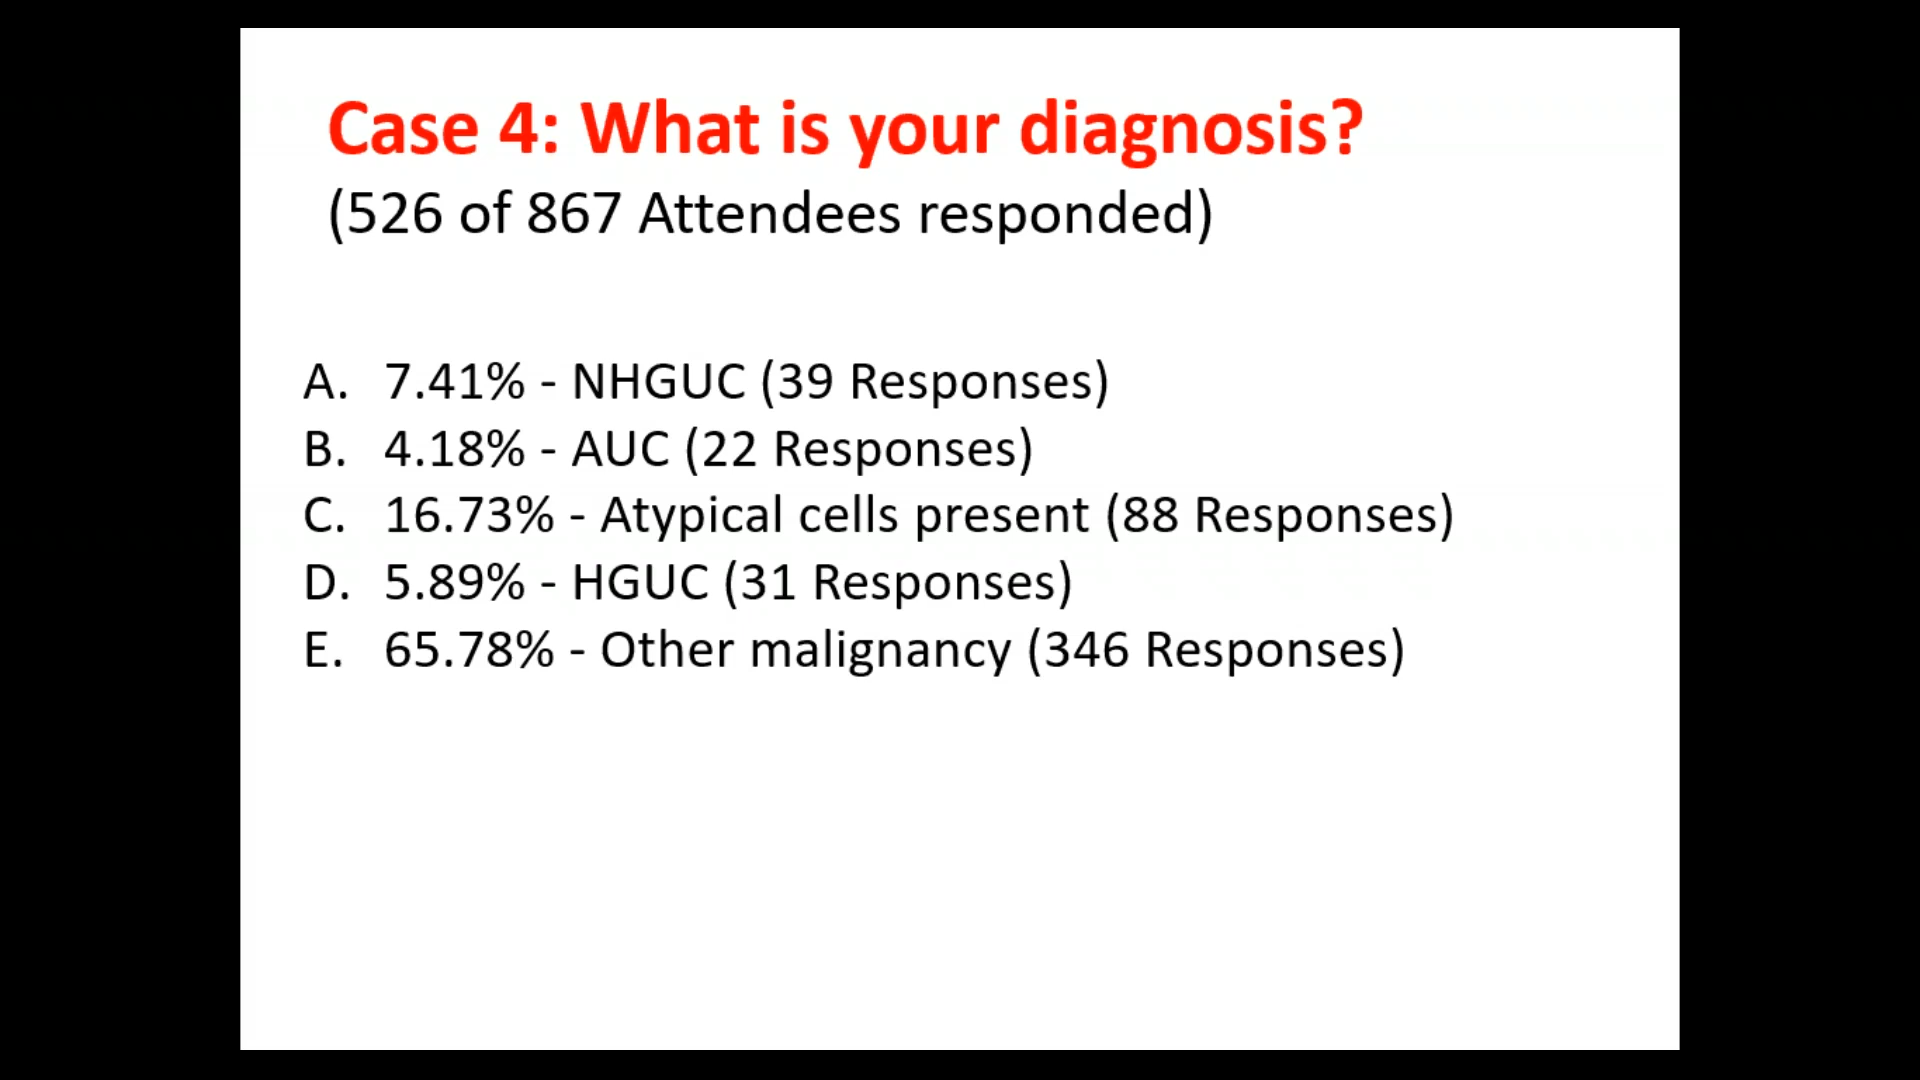 Case 4: What is your diagnosis?
(526 of 867 Attendees responded)
A. 7.41% - NHGUC (39 Responses)
B. 4.18% - AUC (22 Responses)
C. 16.73% - Atypical cells present (88 Responses)
D. 5.89% - HGUC (31 Responses)
E. 65.78% - Other malignancy (346 Responses)